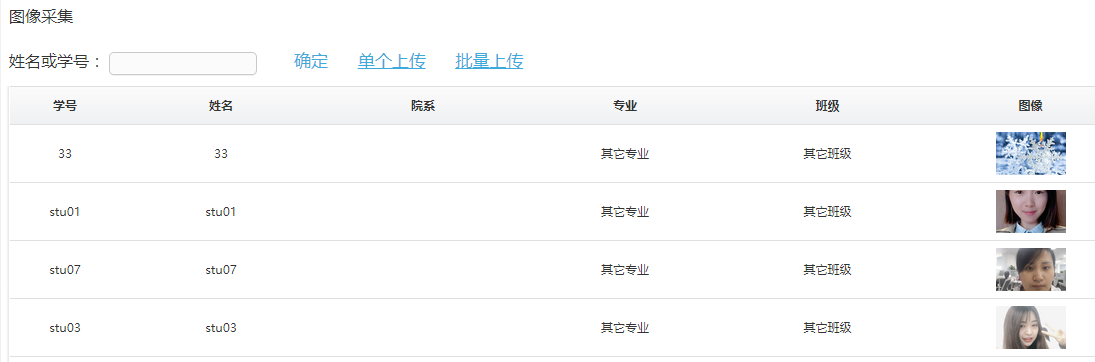 图像采集
姓名或学号： 确定 单个上传 批量上传
学号 姓名 院系 专业 班级 图像
33 33 其它专业 其它班级
stu01 stu01 其它专业 其它班级
stu07 stu07 其它专业 其它班级
stu03 stu03 其它专业 其它班级